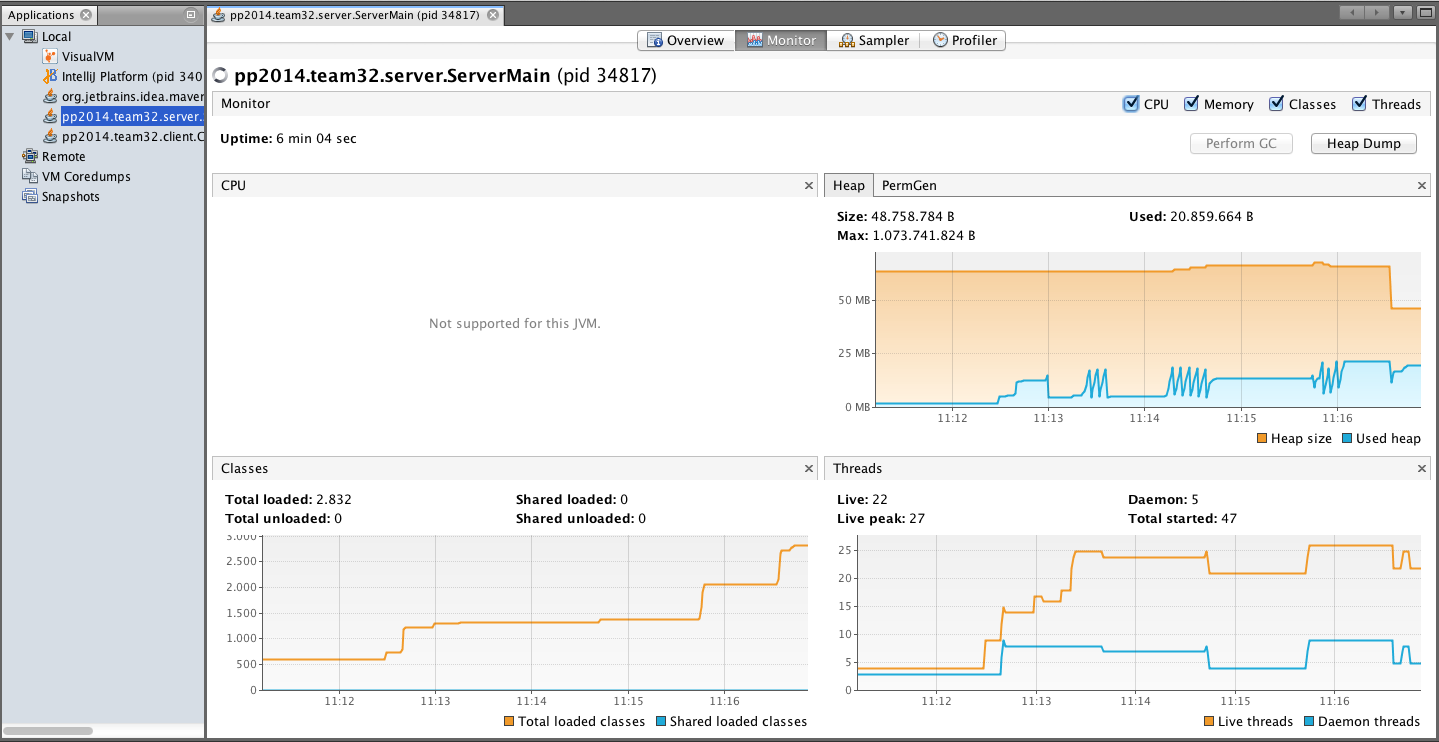 Applications
pp2014.team32.server.ServerMain (pid 34817)
Local
VisualVM
IntelliJ Platform (pid 340
org.jetbrains.idea.maver
pp2014.team32.server.
pp2014.team32.client.C
Remote
VM Coredumps
Snapshots
Overview Monitor Sampler Profiler
pp2014.team32.server.ServerMain (pid 34817)
Monitor CPU Memory Classes Threads
Uptime: 6 min 04 sec
Perform GC Heap Dump
CPU
Not supported for this JVM.
Heap PermGen
Size: 48.758.784 B Used: 20.859.664 B
Max: 1.073.741.824 B
50 MB
25 MB
0 MB
11:12 11:13 11:14 11:15 11:16
Heap size Used heap
Classes
Total loaded: 2.832 Shared loaded: 0
Total unloaded: 0 Shared unloaded: 0
3.000
2.500
2.000
1.500
1.000
500
0
11:12 11:13 11:14 11:15 11:16
Total loaded classes Shared loaded classes
Threads
Live: 22 Daemon: 5
Live peak: 27 Total started: 47
25
20
15
10
5
0
11:12 11:13 11:14 11:15 11:16
Live threads Daemon threads